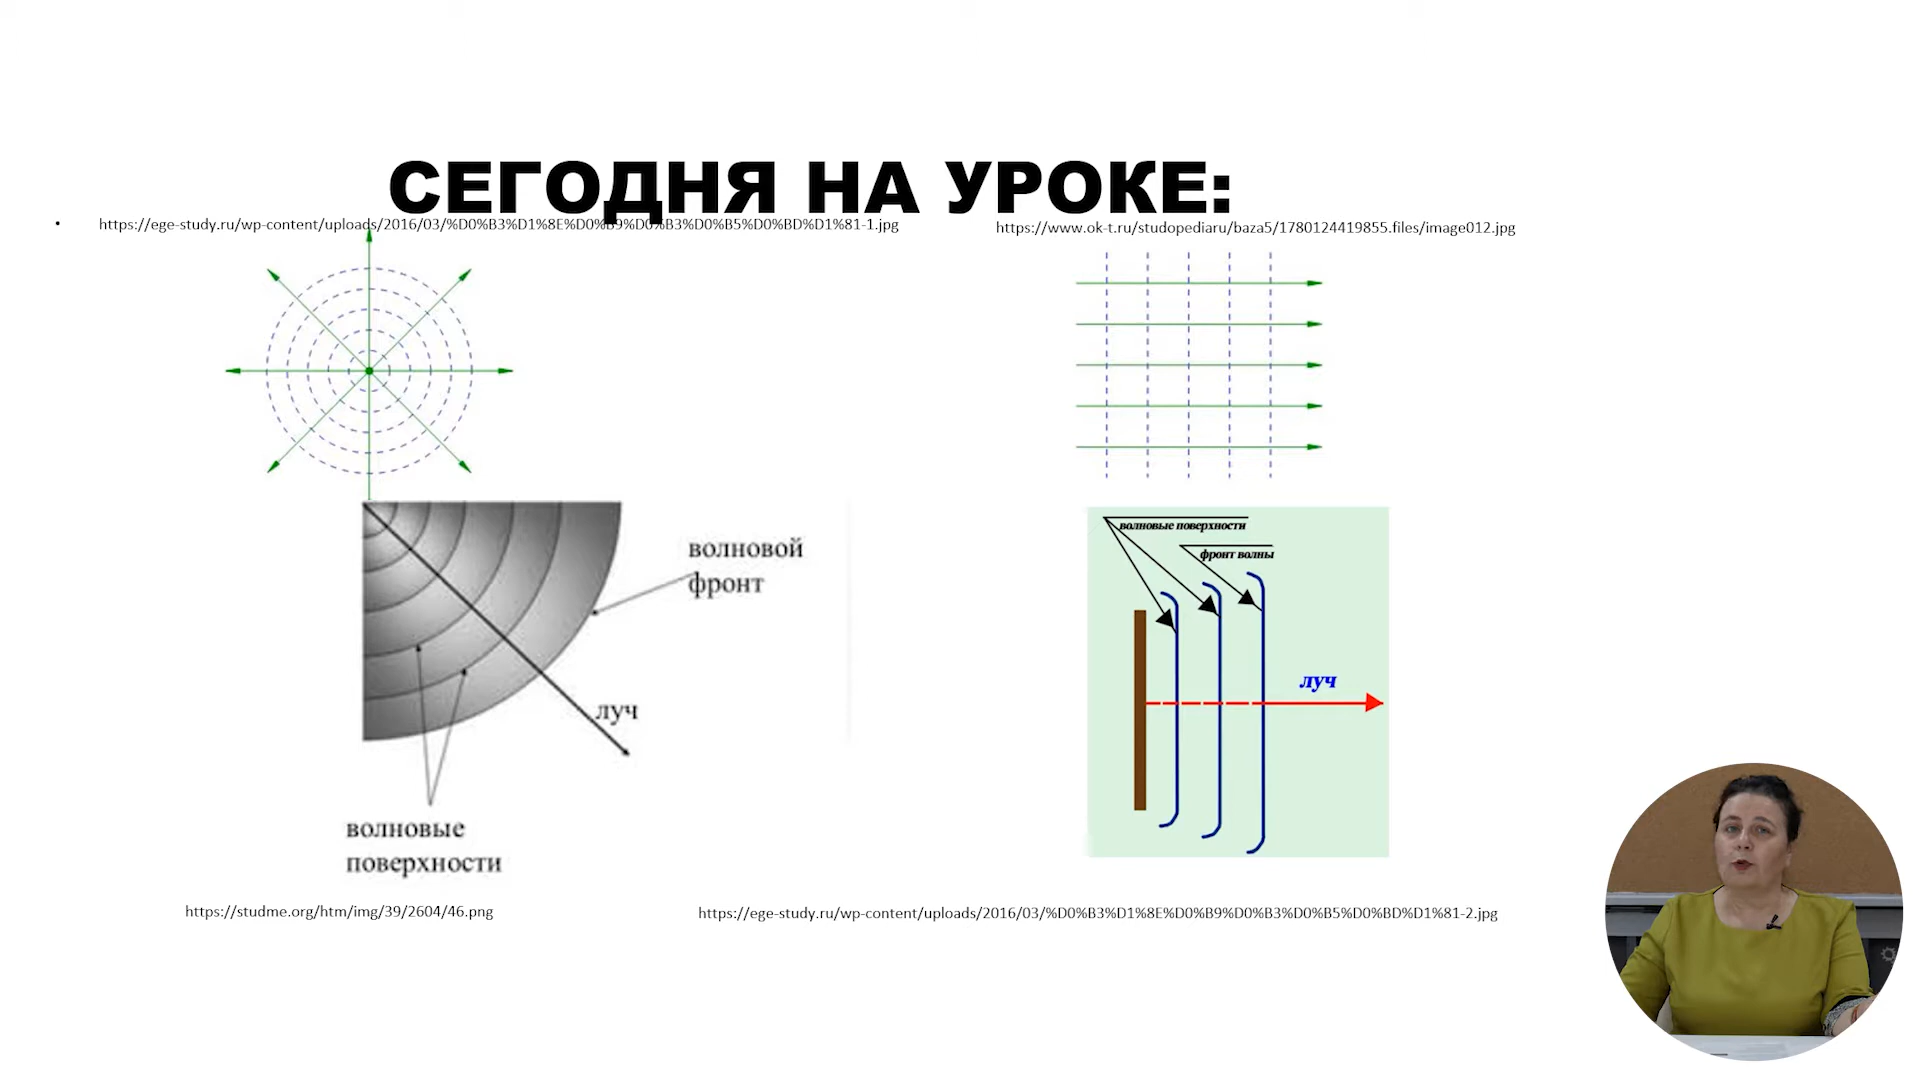 СЕГОДНЯ НА УРОКЕ:
• https://ege-study.ru/wp-content/uploads/2016/03/%D0%B3%D1%8E%D0%B9%D0%B3%D0%B5%D0%BD%D1%81-1.jpg
https://www.ok-t.ru/studopediaru/baza5/1780124419855.files/image012.jpg
волновой
фронт
луч
волновые
поверхности
волновые поверхности
фронт волны
луч
https://studme.org/htm/img/39/2604/46.png
https://ege-study.ru/wp-content/uploads/2016/03/%D0%B3%D1%8E%D0%B9%D0%B3%D0%B5%D0%BD%D1%81-2.jpg